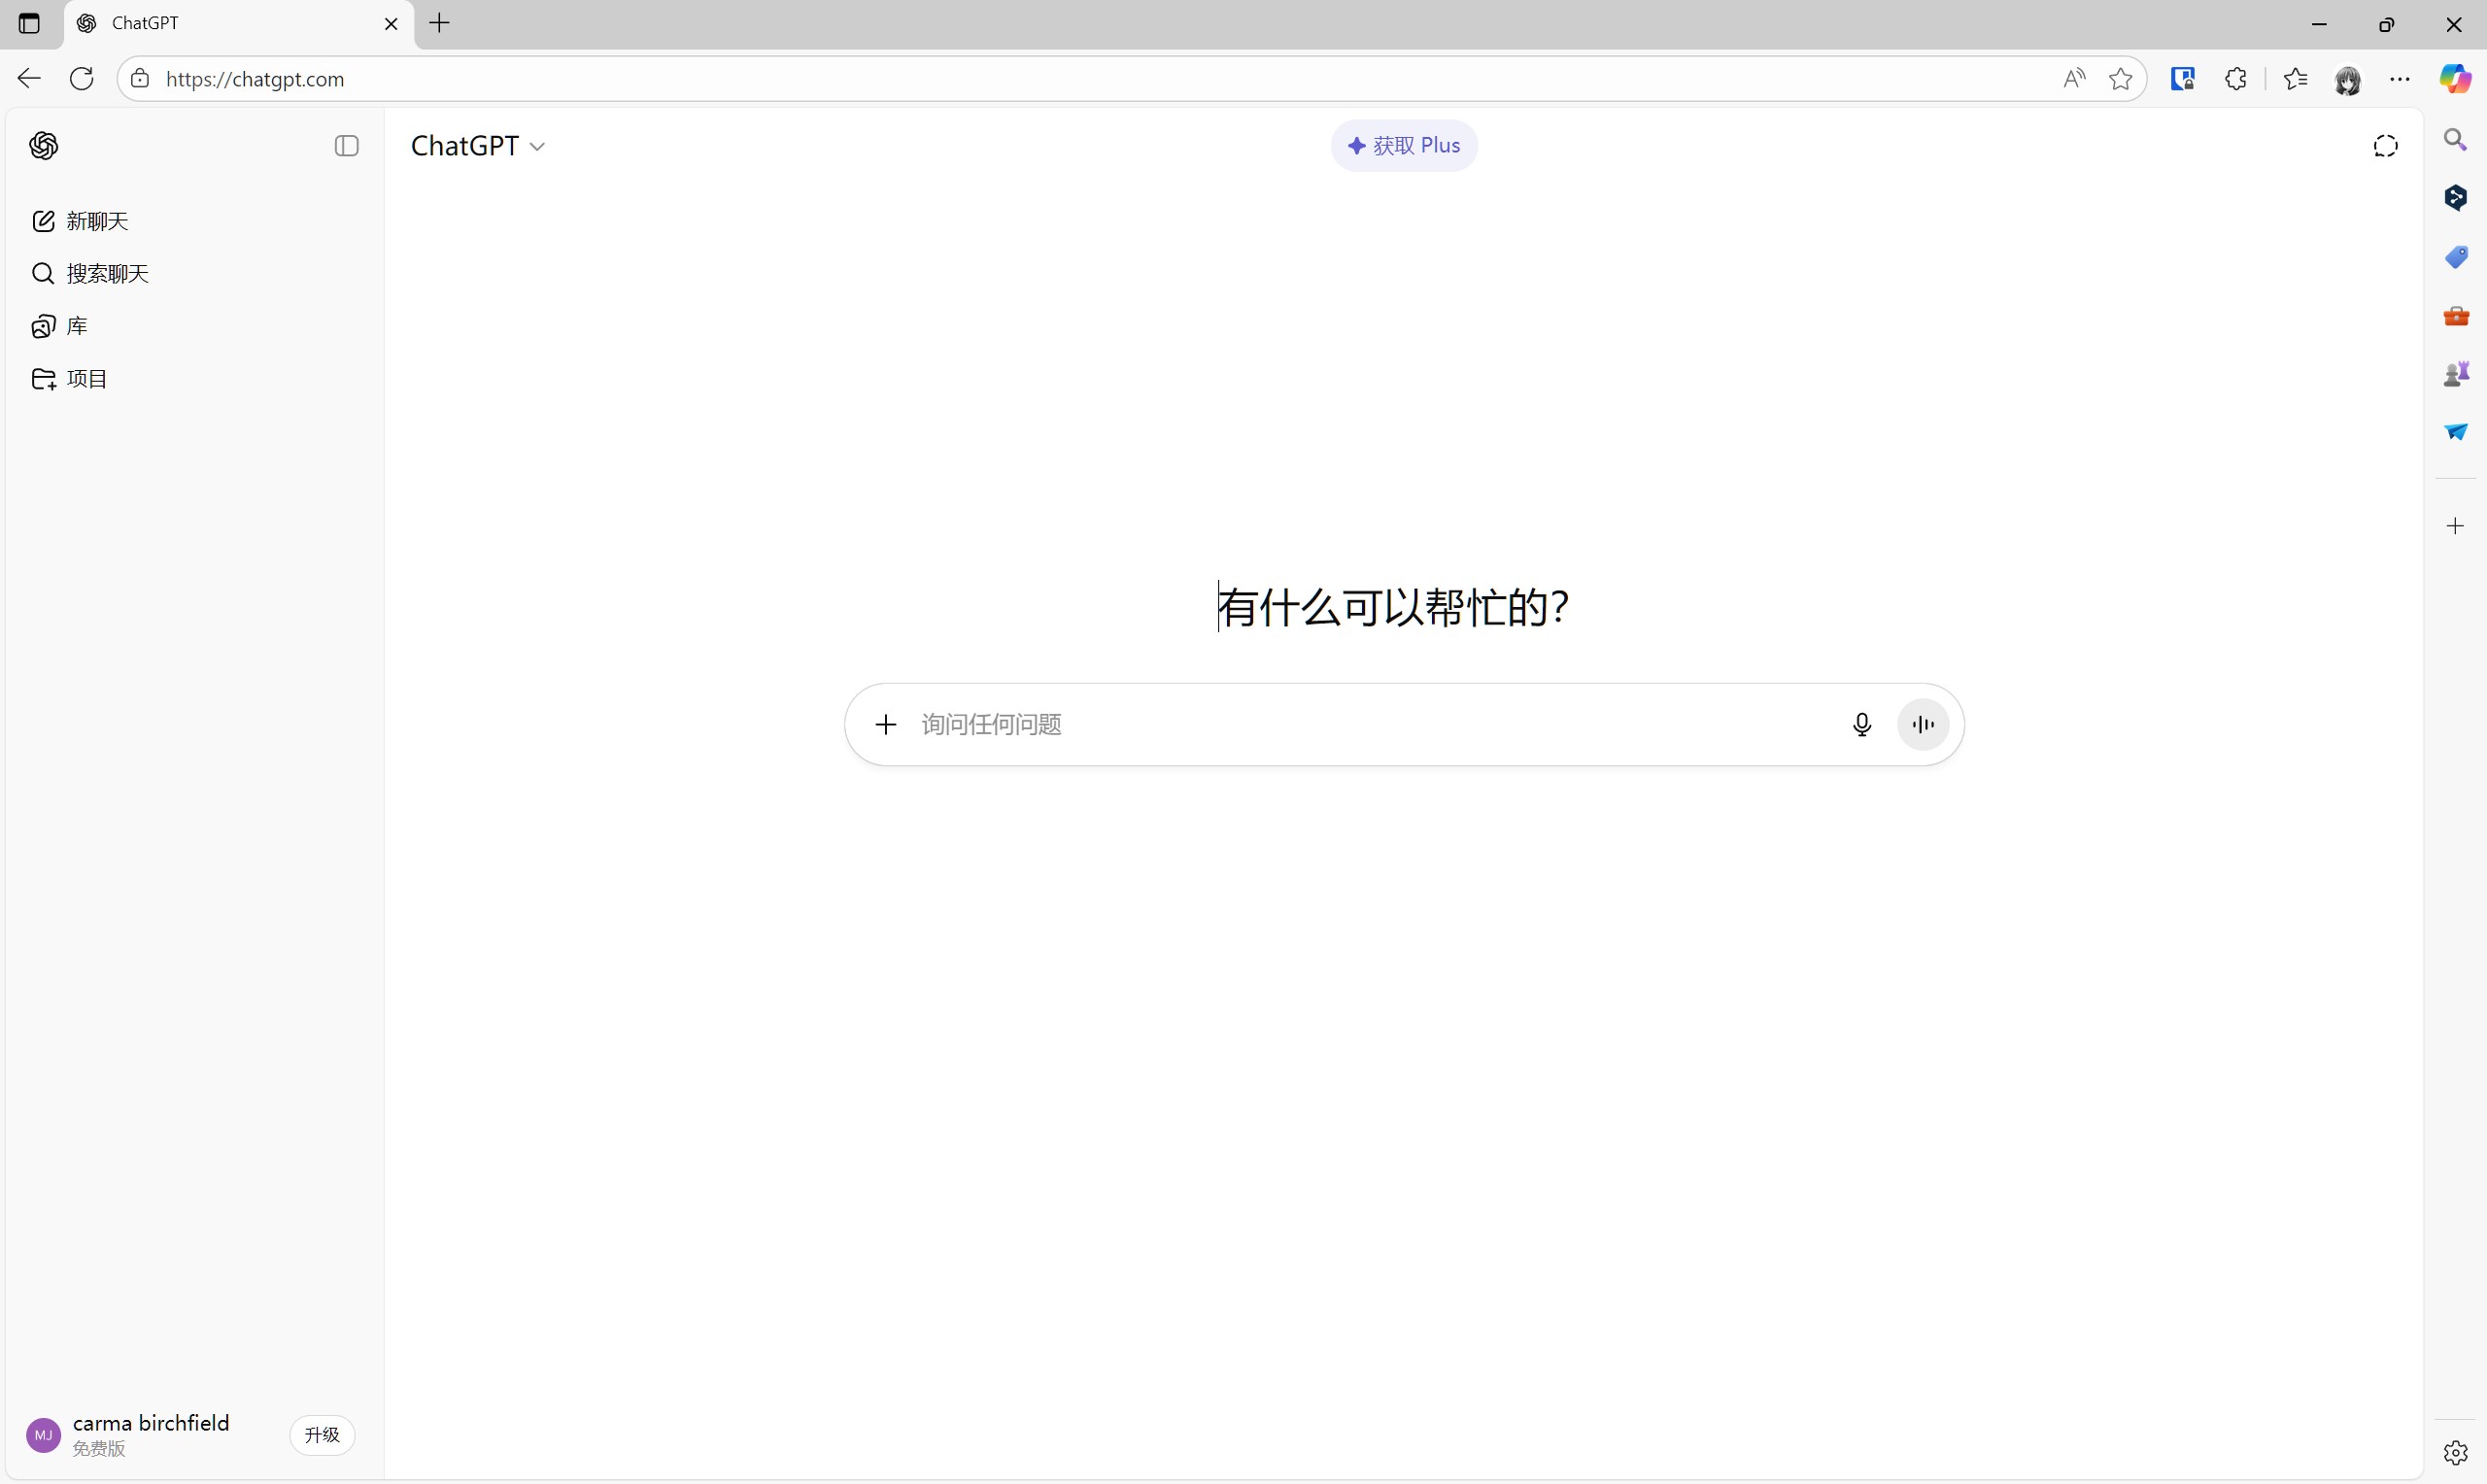 ChatGPT
https://chatgpt.com
ChatGPT
获取 Plus
新聊天
搜索聊天
库
项目
有什么可以帮忙的？
询问任何问题
MJ
carma birchfield
免费版
升级